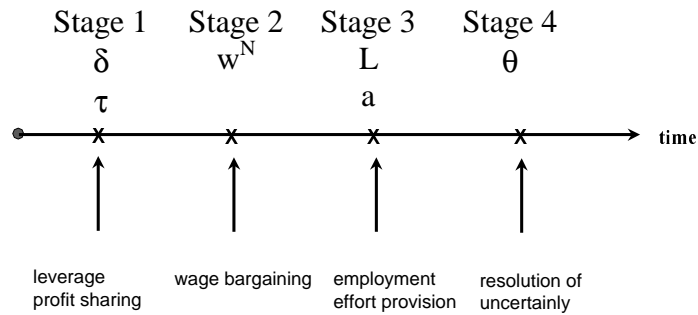 Stage 1 Stage 2 Stage 3 Stage 4
δ w^N L θ
τ a
x x x x time
leverage profit sharing
wage bargaining
employment effort provision
resolution of uncertainly